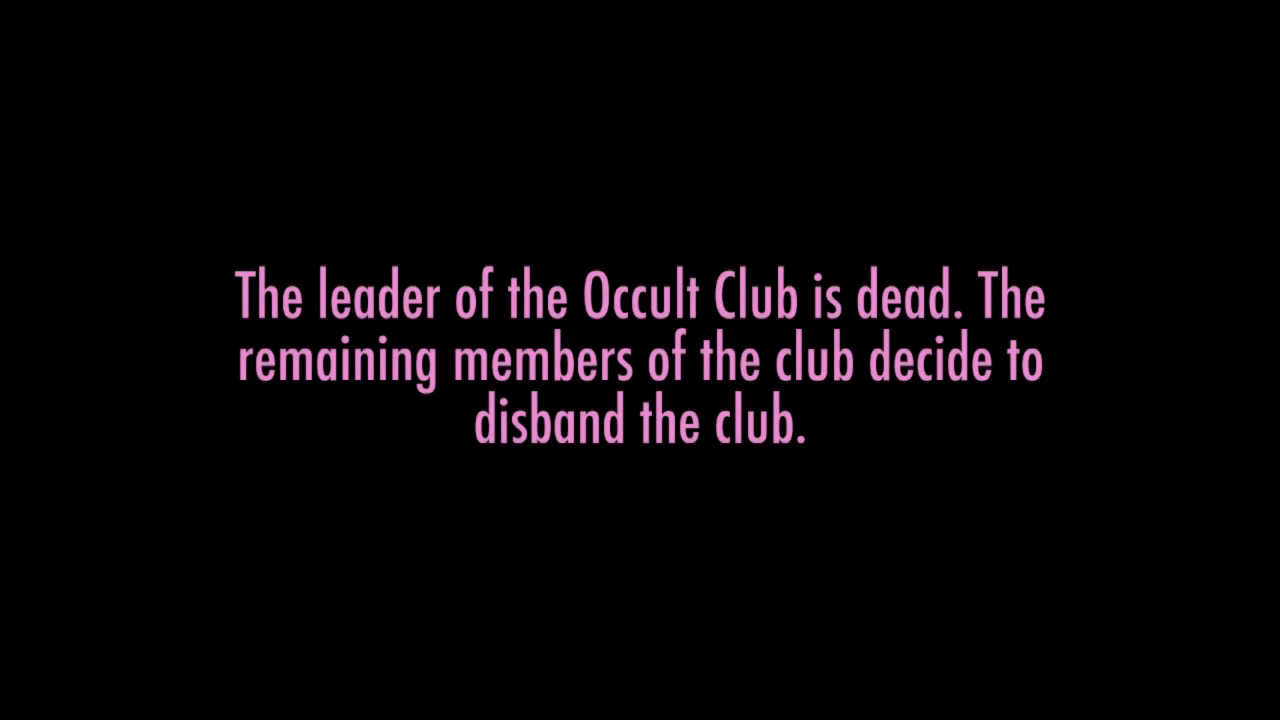 The leader of the Occult Club is dead. The
remaining members of the club decide to
disband the club.